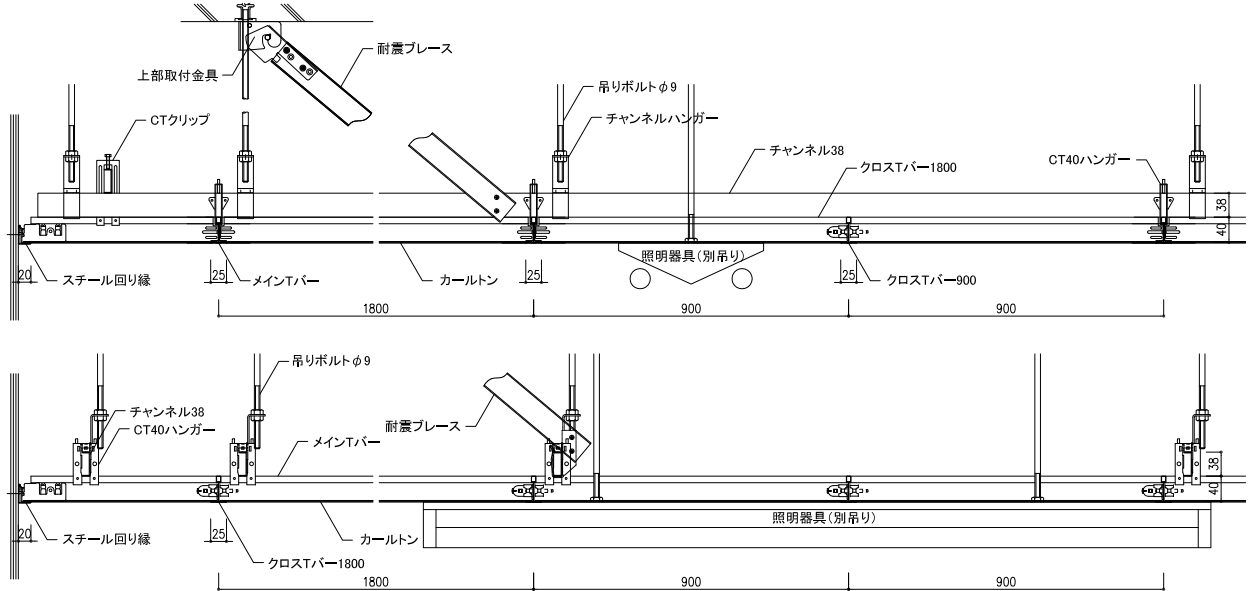 耐震ブレース
上部取付金具
吊りボルトφ9
CTクリップ
チャンネルハンガー
チャンネル38
クロスTバー1800
CT40ハンガー
38
40
照明器具(別吊り)
20
スチール回り縁
25
メインTバー
カールトン
25
25
クロスTバー900
1800
900
900
吊りボルトφ9
チャンネル38
CT40ハンガー
耐震ブレース
メインTバー
38
40
照明器具(別吊り)
20
スチール回り縁
25
カールトン
クロスTバー1800
1800
900
900